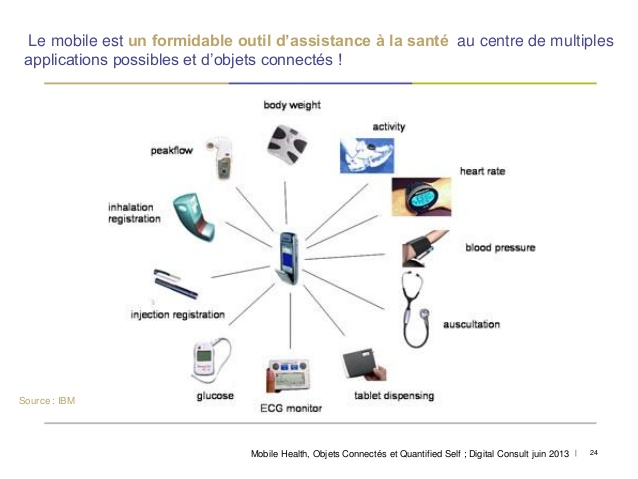 Le mobile est un formidable outil d'assistance à la santé au centre de multiples
applications possibles et d'objets connectés !
body weight
activity
peakflow
heart rate
inhalation
registration
blood pressure
injection registration
auscultation
glucose
tablet dispensing
ECG monitor
Source : IBM
Mobile Health, Objets Connectés et Quantified Self ; Digital Consult juin 2013 | 24